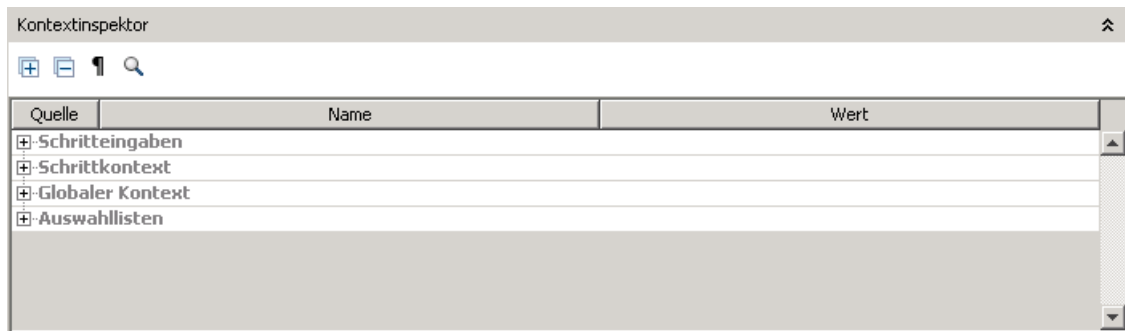 Kontextinspektor
¶
Quelle Name Wert
Schritteingaben
Schrittkontext
Globaler Kontext
Auswahllisten